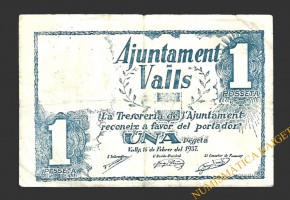 Ajuntament
Valls
1
PESSETA
La Tresoreria de l'Ajuntament
reconeix a favor del portador
1
PESSETA
UNA Pesseta
Valls, 16 de Febrer del 1937.
NUMISMATICA